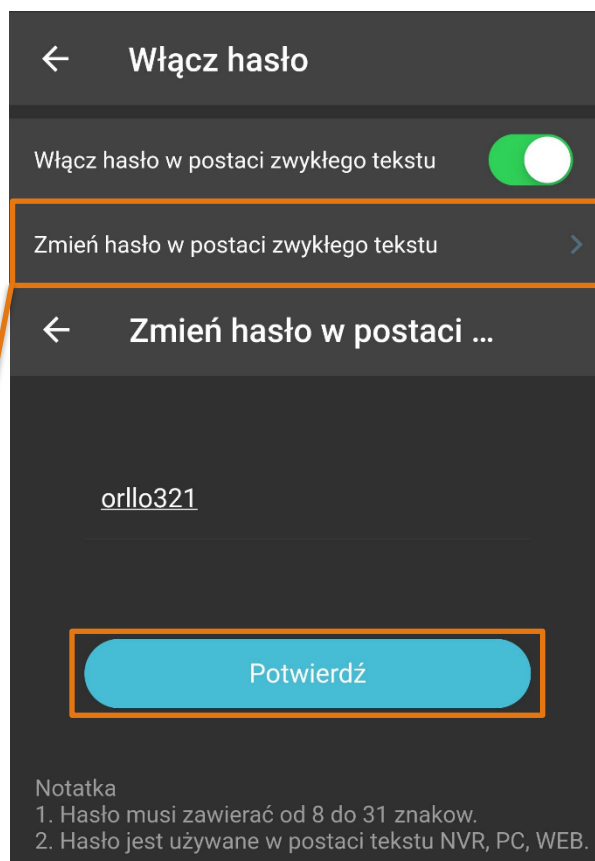 Włącz hasło
Włącz hasło w postaci zwykłego tekstu
Zmień hasło w postaci zwykłego tekstu
Zmień hasło w postaci ...
orllo321
Potwierdź
Notatka
1. Hasło musi zawierać od 8 do 31 znakow.
2. Hasło jest używane w postaci tekstu NVR, PC, WEB.